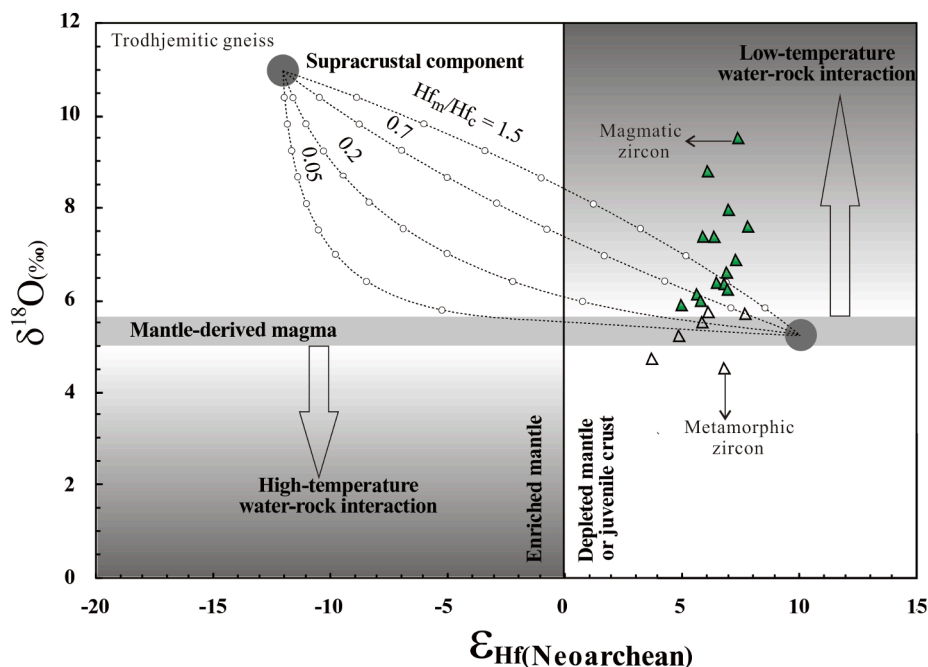 12
10
8
6
4
2
0
-20
-15
-10
-5
0
5
10
15
δ18O(‰)
εHf(Neoarchean)
Trodhjemitic gneiss
Supracrustal component
Hfm/Hfc = 1.5
0.7
0.2
0.05
Low-temperature
water-rock interaction
Magmatic
zircon
Mantle-derived magma
High-temperature
water-rock interaction
Enriched mantle
Depleted mantle
or juvenile crust
Metamorphic
zircon